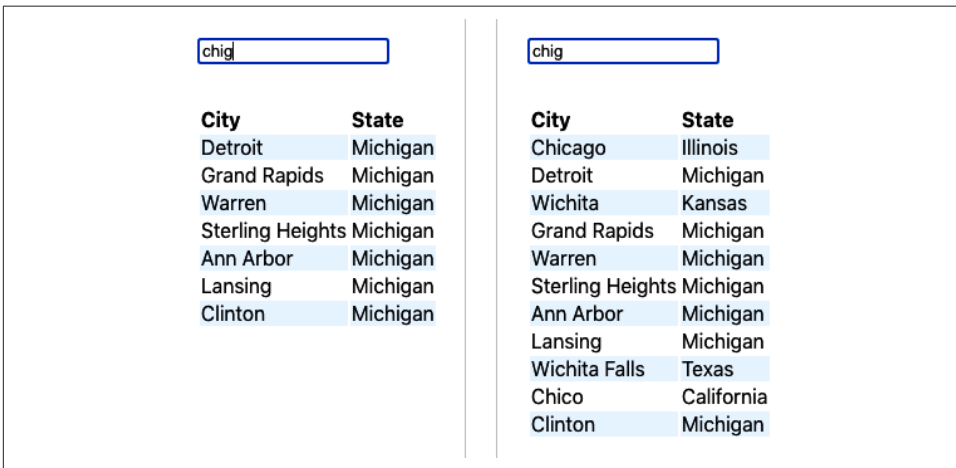 chig
City State
Detroit Michigan
Grand Rapids Michigan
Warren Michigan
Sterling Heights Michigan
Ann Arbor Michigan
Lansing Michigan
Clinton Michigan
chig
City State
Chicago Illinois
Detroit Michigan
Wichita Kansas
Grand Rapids Michigan
Warren Michigan
Sterling Heights Michigan
Ann Arbor Michigan
Lansing Michigan
Wichita Falls Texas
Chico California
Clinton Michigan